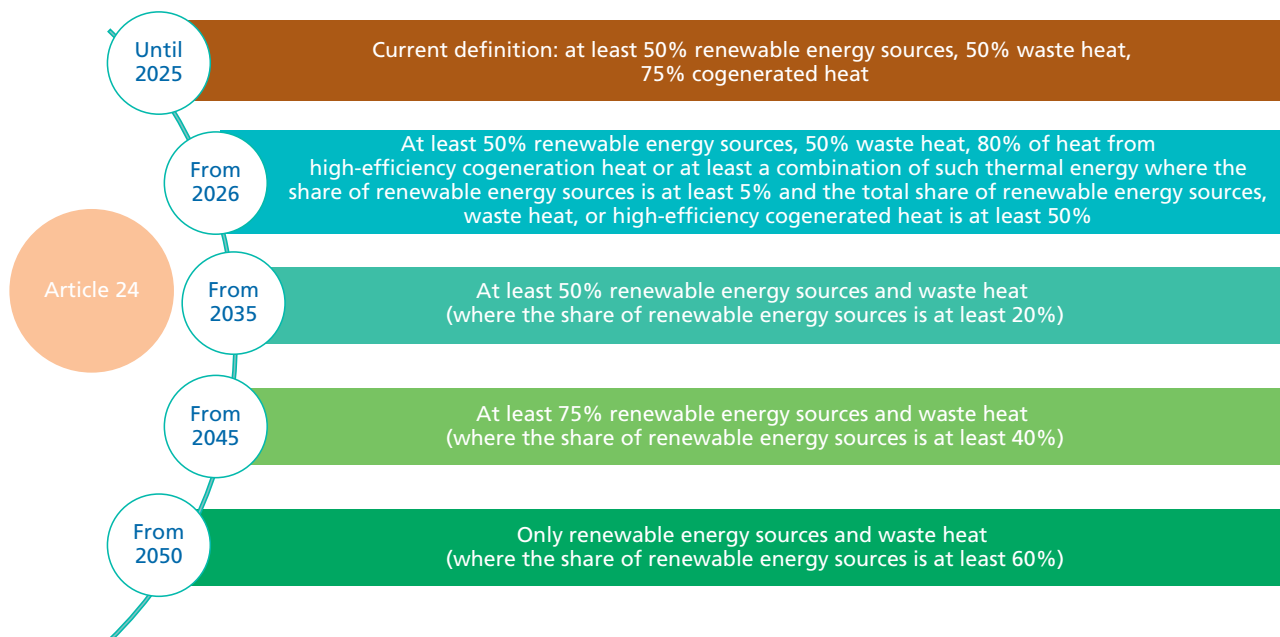 Until
2025
Current definition: at least 50% renewable energy sources, 50% waste heat,
75% cogenerated heat
From
2026
At least 50% renewable energy sources, 50% waste heat, 80% of heat from
high-efficiency cogeneration heat or at least a combination of such thermal energy where the
share of renewable energy sources is at least 5% and the total share of renewable energy sources,
waste heat, or high-efficiency cogenerated heat is at least 50%
Article 24
From
2035
At least 50% renewable energy sources and waste heat
(where the share of renewable energy sources is at least 20%)
From
2045
At least 75% renewable energy sources and waste heat
(where the share of renewable energy sources is at least 40%)
From
2050
Only renewable energy sources and waste heat
(where the share of renewable energy sources is at least 60%)